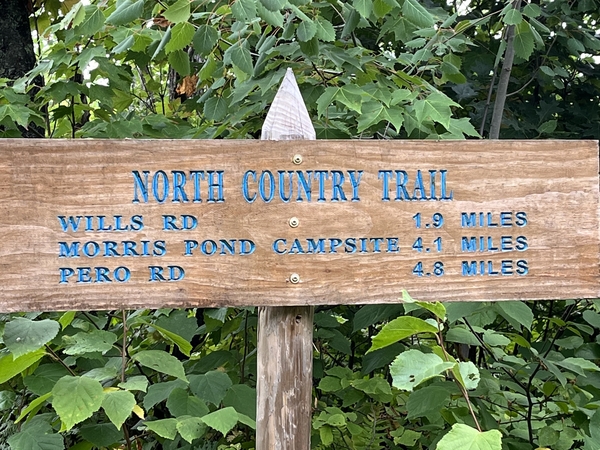 NORTH COUNTRY TRAIL
WILLS RD 1.9 MILES
MORRIS POND CAMPSITE 4.1 MILES
PERO RD 4.8 MILES